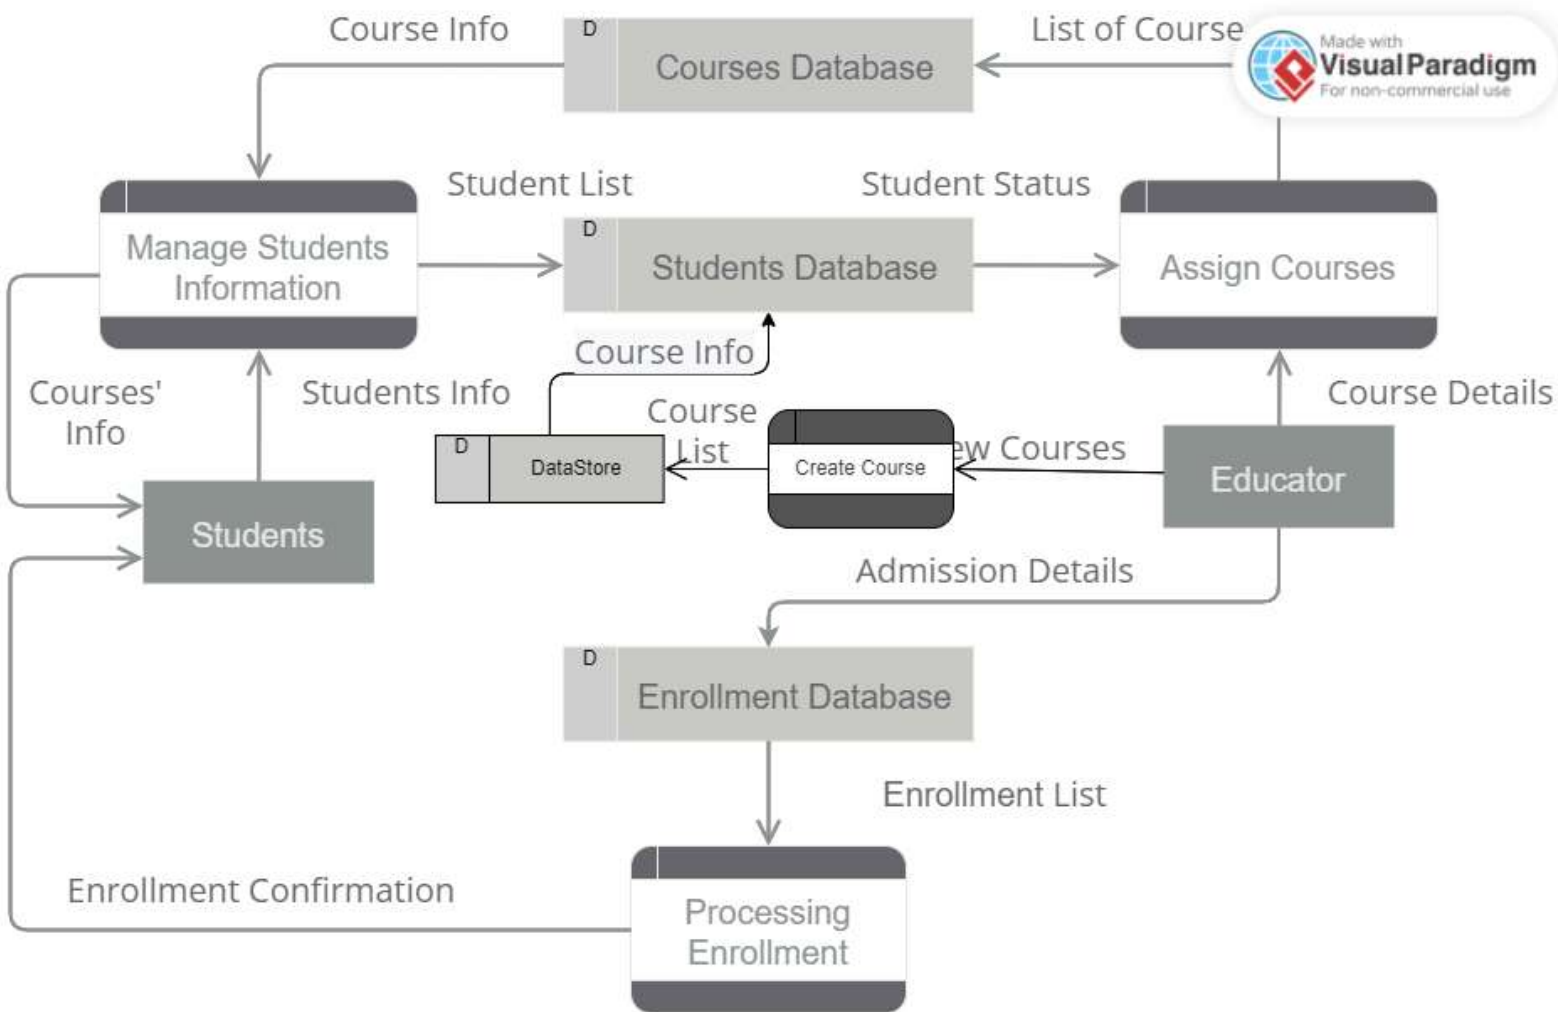 Course Info
D
Courses Database
List of Course
Made with
Visual Paradigm
For non-commercial use
Student List
Student Status
Manage Students
Information
D
Students Database
Assign Courses
Course Info
Courses'
Info
Students Info
Course
List
Course Details
D
DataStore
Create Course
Courses
Educator
Students
Admission Details
D
Enrollment Database
Enrollment List
Enrollment Confirmation
Processing
Enrollment